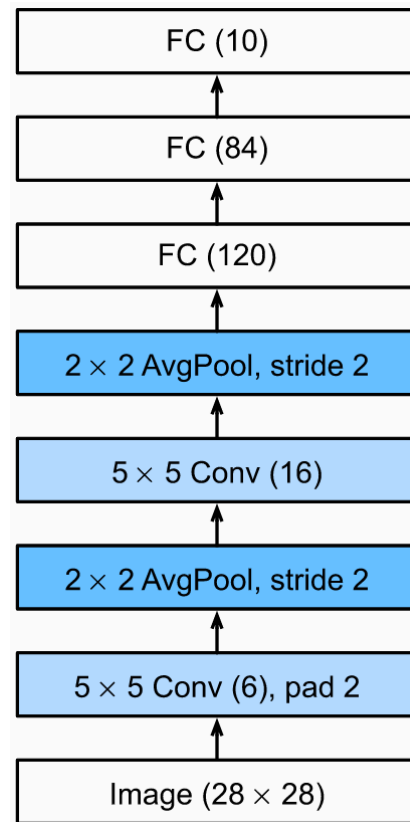 FC (10)
FC (84)
FC (120)
2 × 2 AvgPool, stride 2
5 × 5 Conv (16)
2 × 2 AvgPool, stride 2
5 × 5 Conv (6), pad 2
Image (28 × 28)